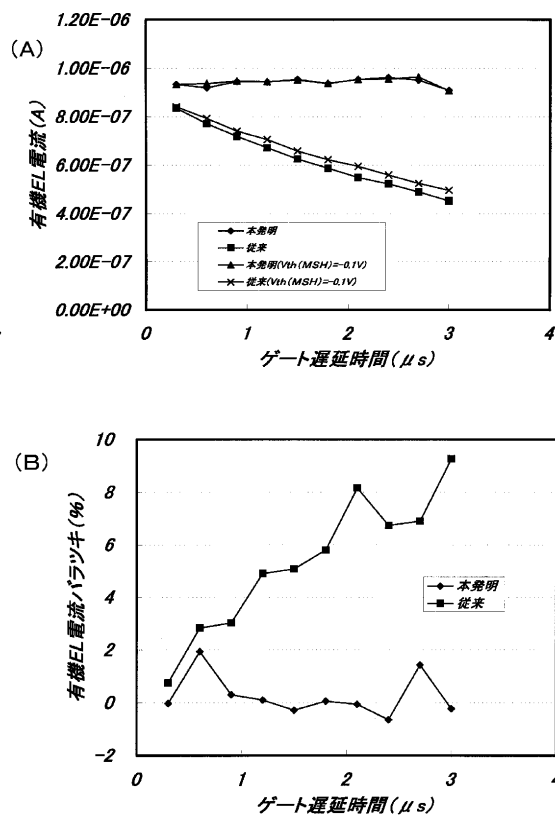 (A)
1.20E-06
1.00E-06
8.00E-07
6.00E-07
4.00E-07
2.00E-07
0.00E+00
有機EL電流(A)
本発明
従来
本発明(Vth(MSH)=-0.1V)
従来(Vth(MSH)=-0.1V)
0 1 2 3 4
ゲート遅延時間(μs)
(B)
10
8
6
4
2
0
-2
有機EL電流バラツキ(%)
本発明
従来
0 1 2 3 4
ゲート遅延時間(μs)